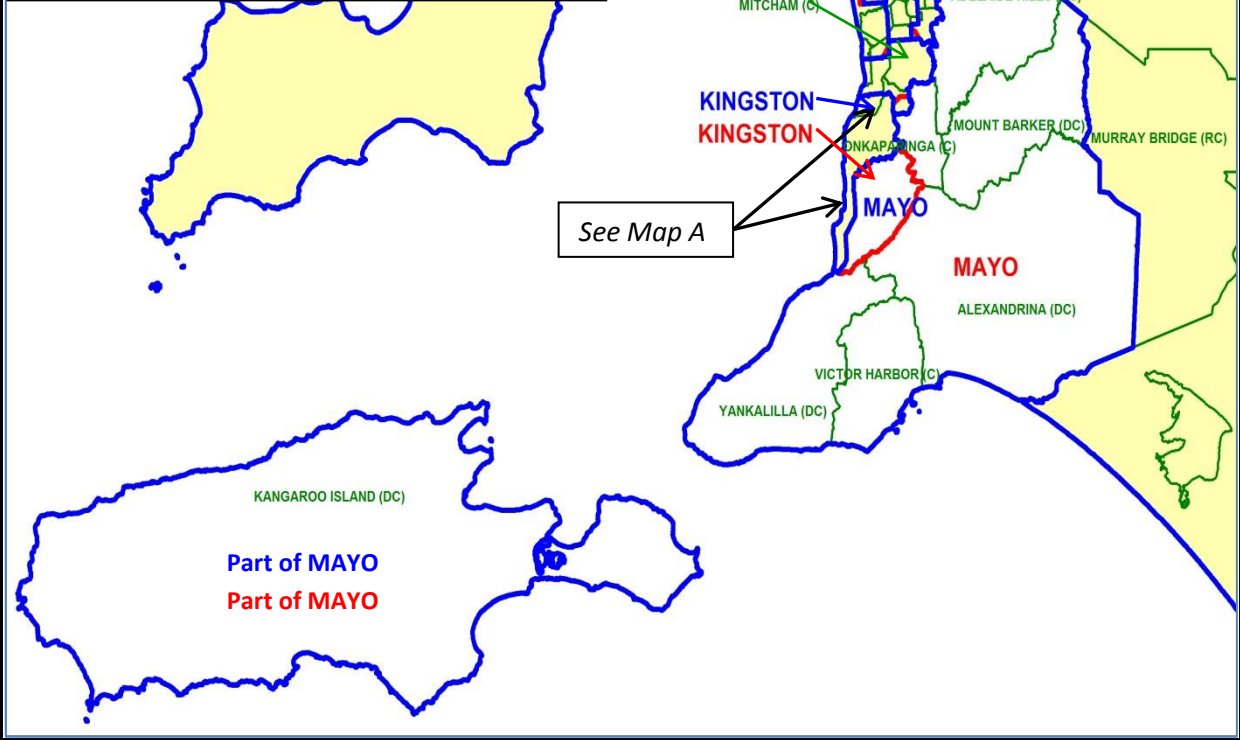 MITCHAM (C)
KINGSTON
KINGSTON
MOUNT BARKER (DC)
MURRAY BRIDGE (RC)
ONKAPARINGA (C)
MAYO
See Map A
MAYO
ALEXANDRINA (DC)
VICTOR HARBOR (C)
YANKALILLA (DC)
KANGAROO ISLAND (DC)
Part of MAYO
Part of MAYO